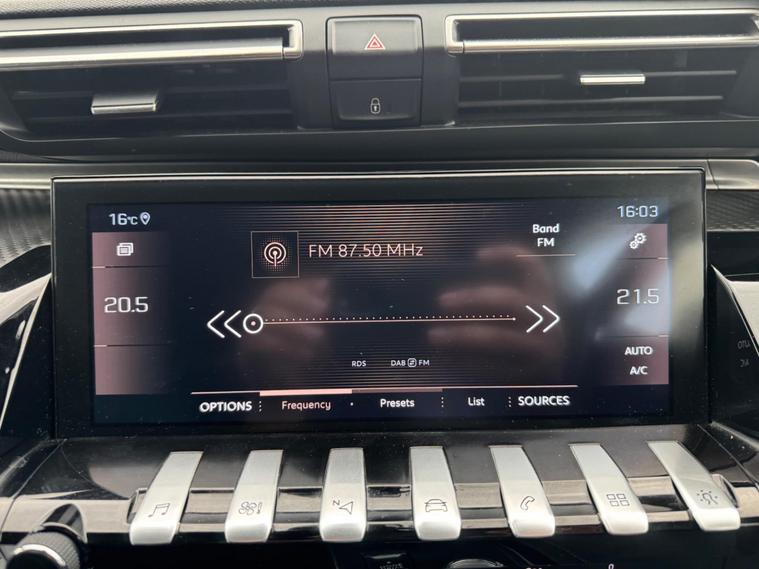 16°C
16:03
FM 87.50 MHz
Band
FM
20.5
21.5
RDS
DAB FM
AUTO
A/C
OPTIONS
Frequency
Presets
List
SOURCES
N